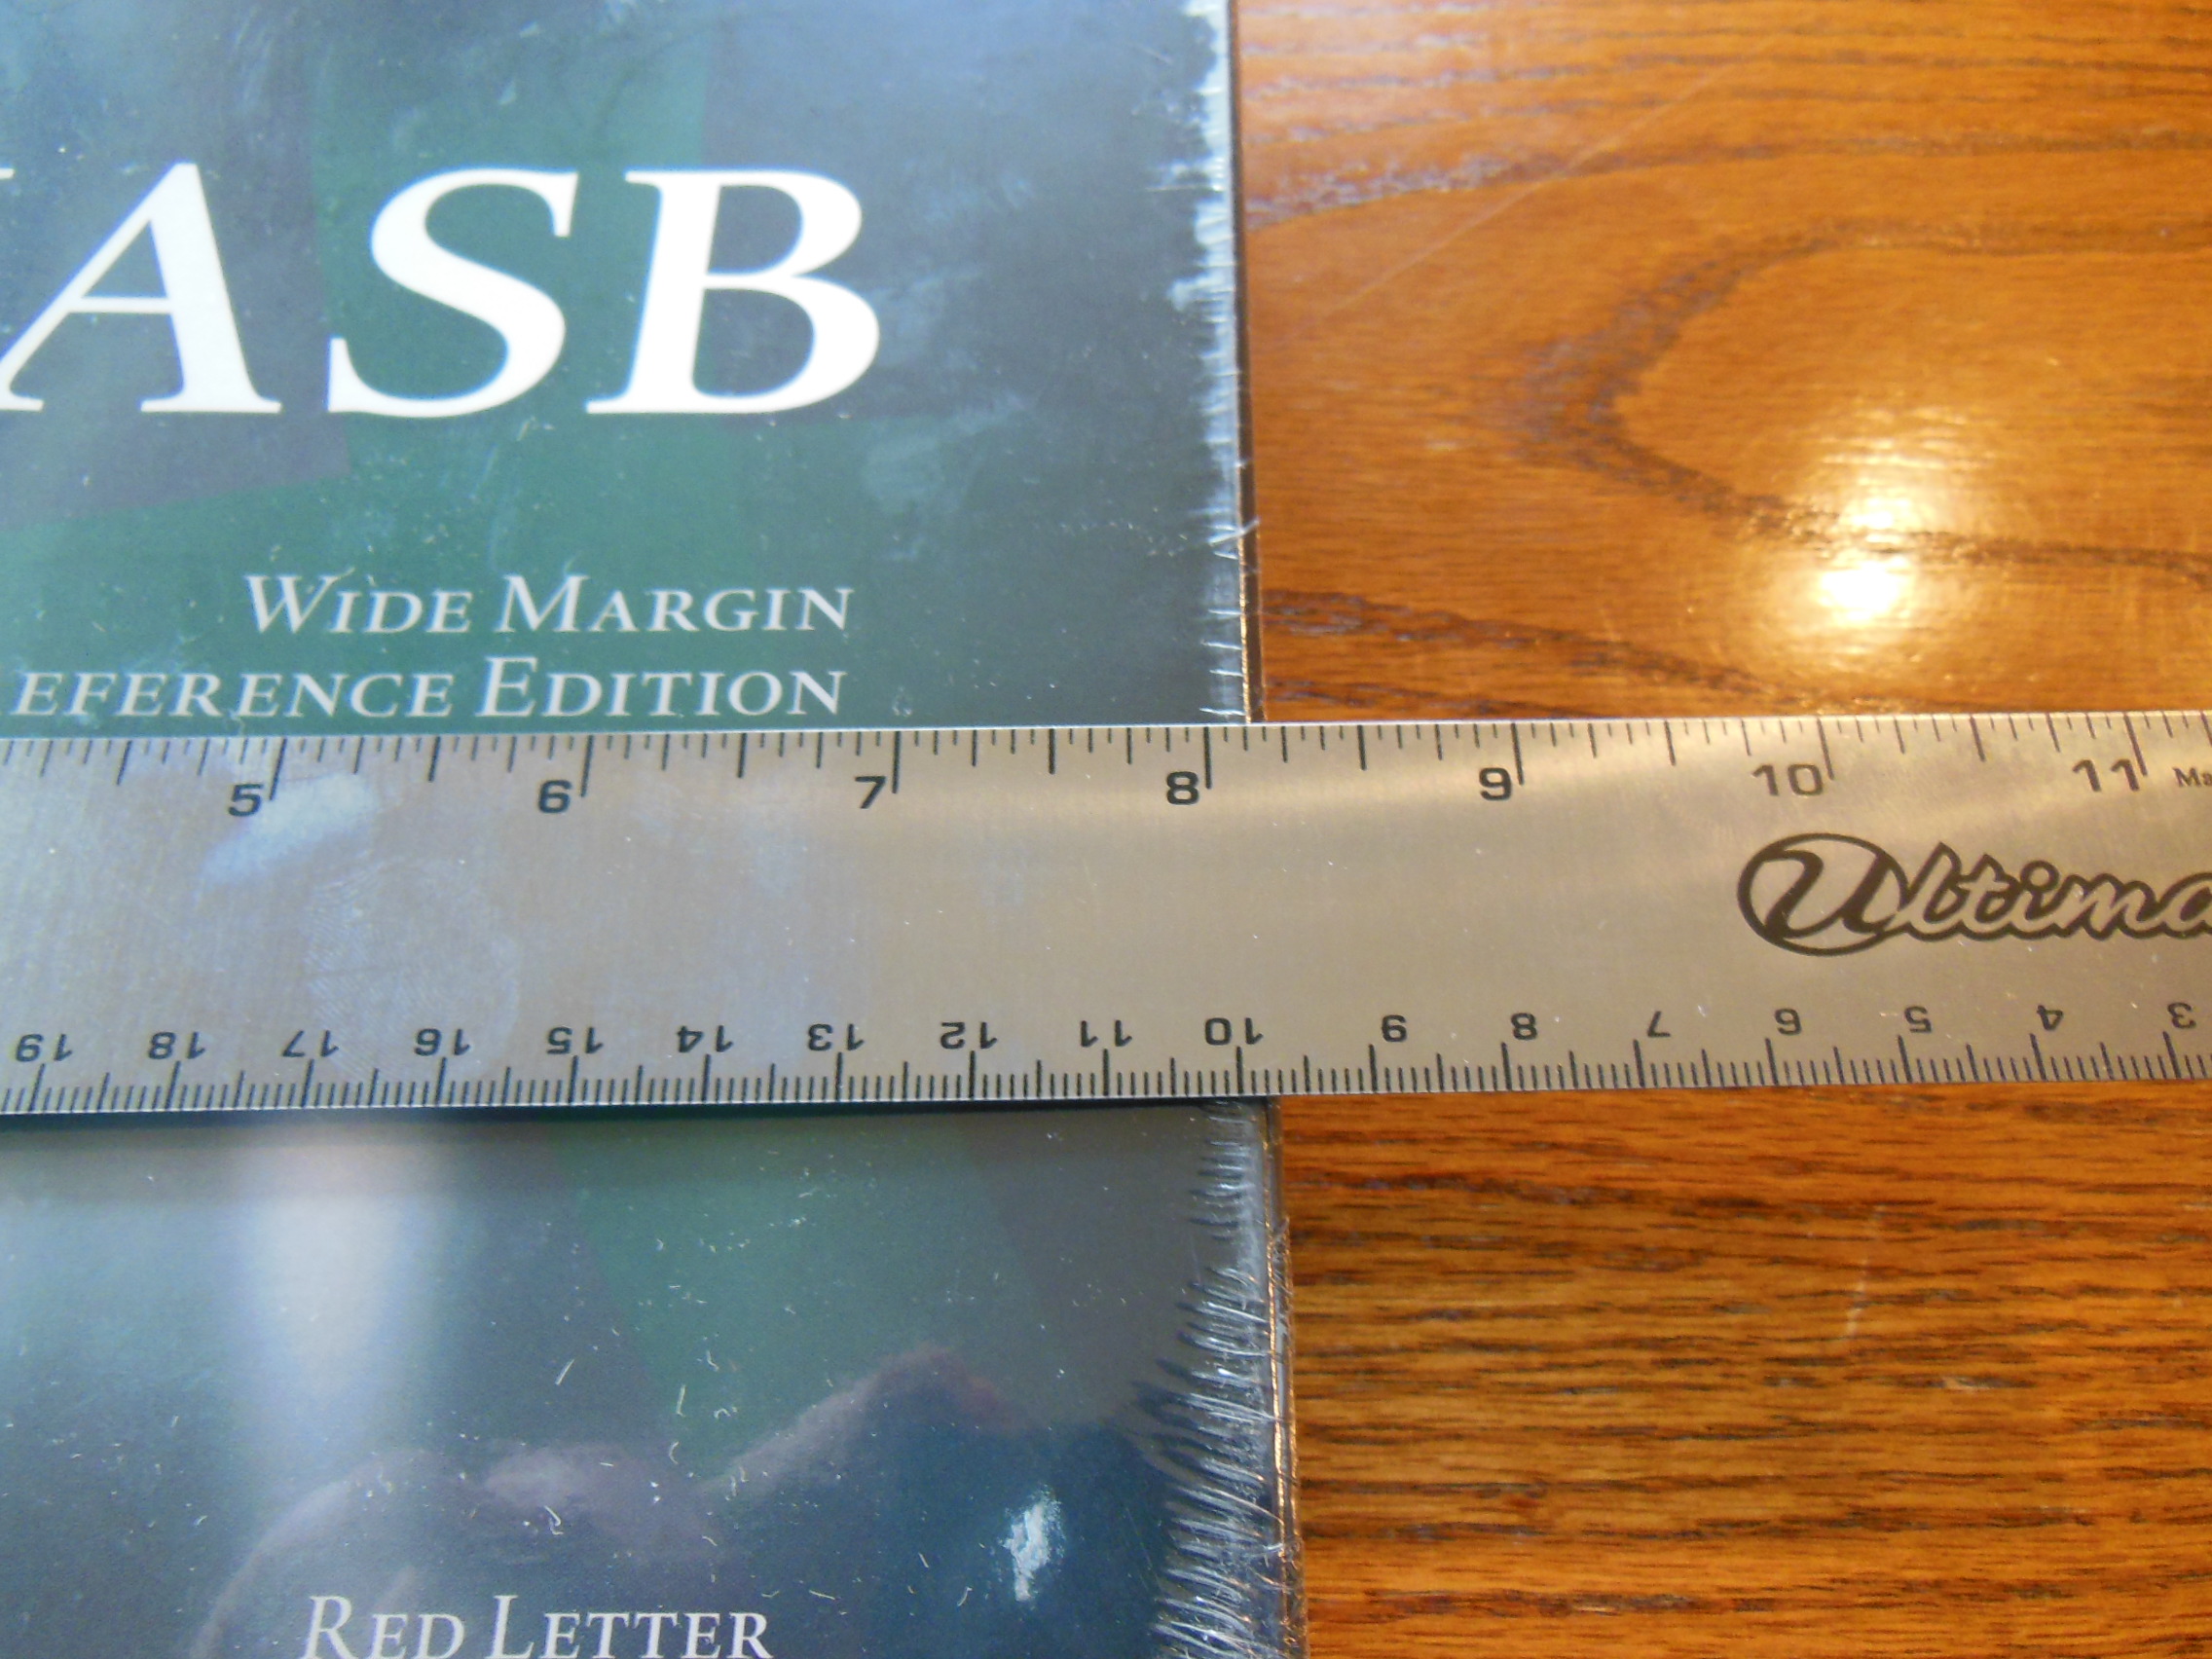 ASB
WIDE MARGIN
EFERENCE EDITION
5 6 7 8 9 10 11
Ultima
19 18 17 16 15 14 13 12 11 10 9 8 7 6 5 4 3
RED LETTER